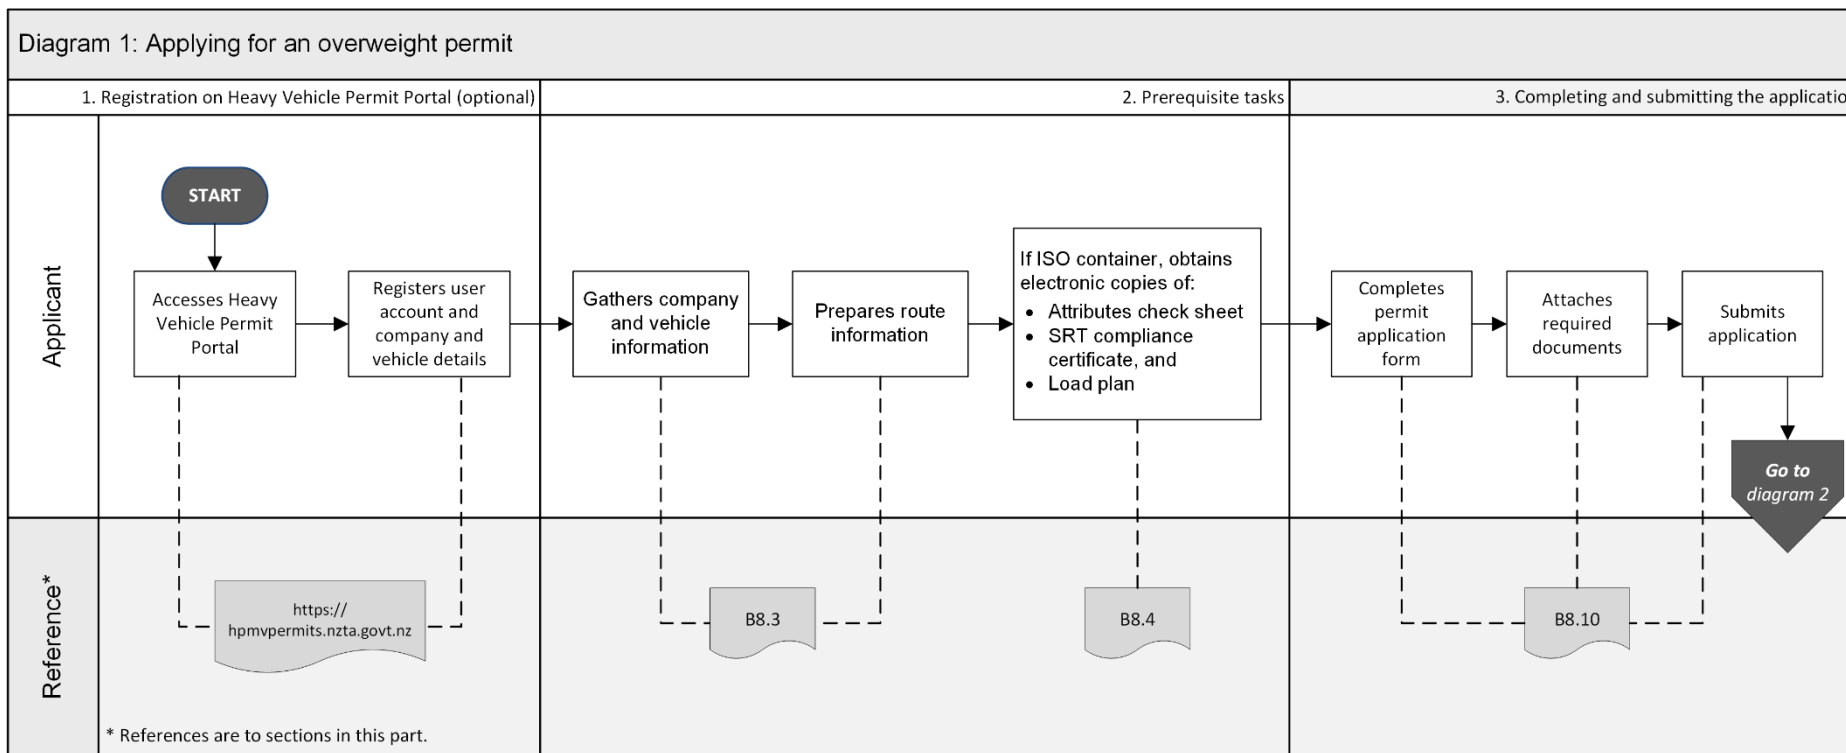 Diagram 1: Applying for an overweight permit
1. Registration on Heavy Vehicle Permit Portal (optional)
2. Prerequisite tasks
3. Completing and submitting the applicatio
Applicant
START
Accesses Heavy
Vehicle Permit
Portal
Registers user
account and
company and
vehicle details
Gathers company
and vehicle
information
Prepares route
information
If ISO container, obtains
electronic copies of:
• Attributes check sheet
• SRT compliance
certificate, and
• Load plan
Completes
permit
application
form
Attaches
required
documents
Submits
application
Go to
diagram 2
Reference*
https://
hpmvpermits.nzta.govt.nz
B8.3
B8.4
B8.10
* References are to sections in this part.